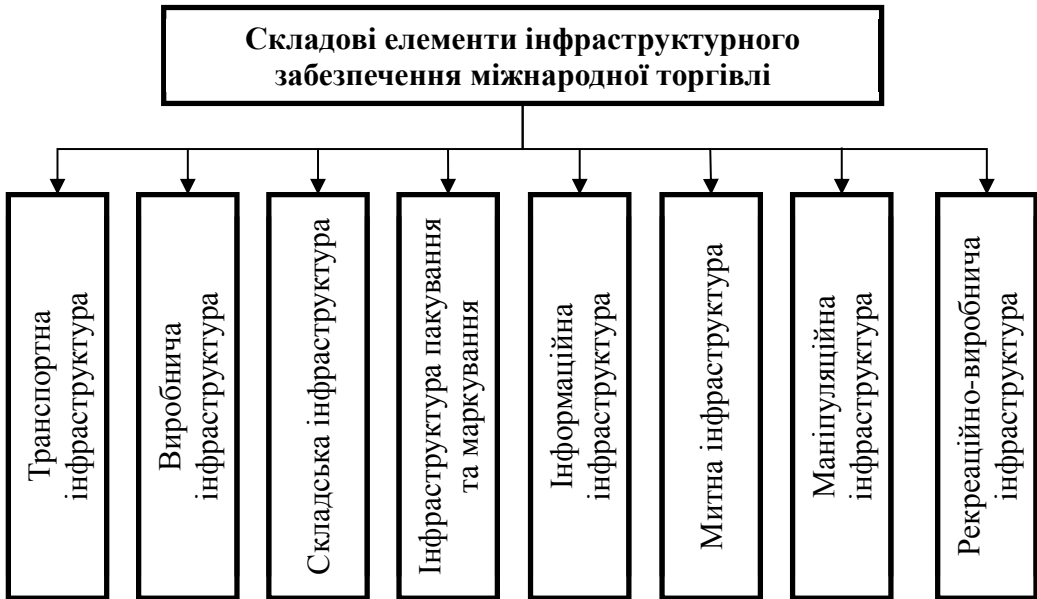 Складові елементи інфраструктурного
забезпечення міжнародної торгівлі
Транспортна
інфраструктура
Виробнича
інфраструктура
Складська інфраструктура
Інфраструктура пакування
та маркування
Інформаційна
інфраструктура
Митна інфраструктура
Маніпуляційна
інфраструктура
Рекреаційно-виробнича
інфраструктура